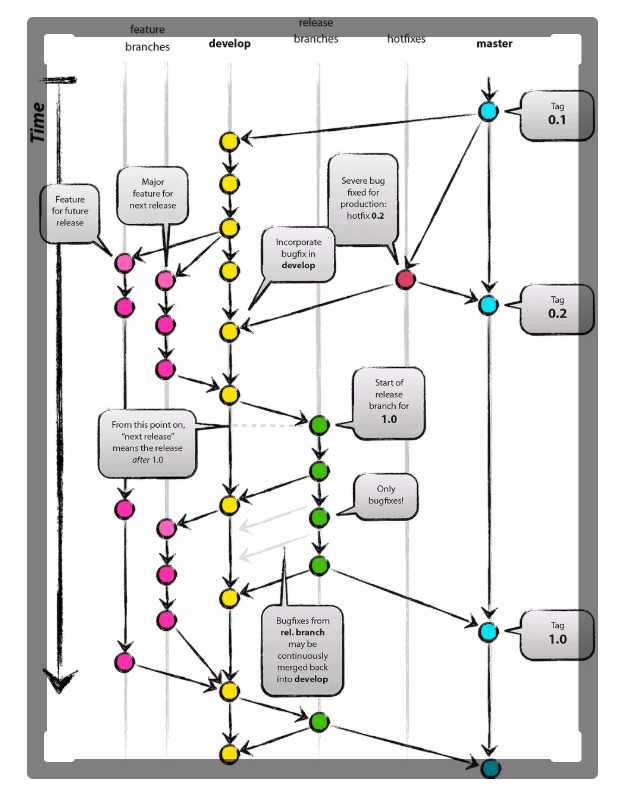 feature
branches
develop
release
branches
hotfixes
master
Time
Tag
0.1
Feature
for future
release
Major
feature for
next release
Severe bug
fixed for
production:
hotfix 0.2
Incorporate
bugfix in
develop
Tag
0.2
Start of
release
branch for
1.0
From this point on,
“next release”
means the release
after 1.0
Only
bugfixes!
Bugfixes from
rel. branch
may be
continuously
merged back
into develop
Tag
1.0